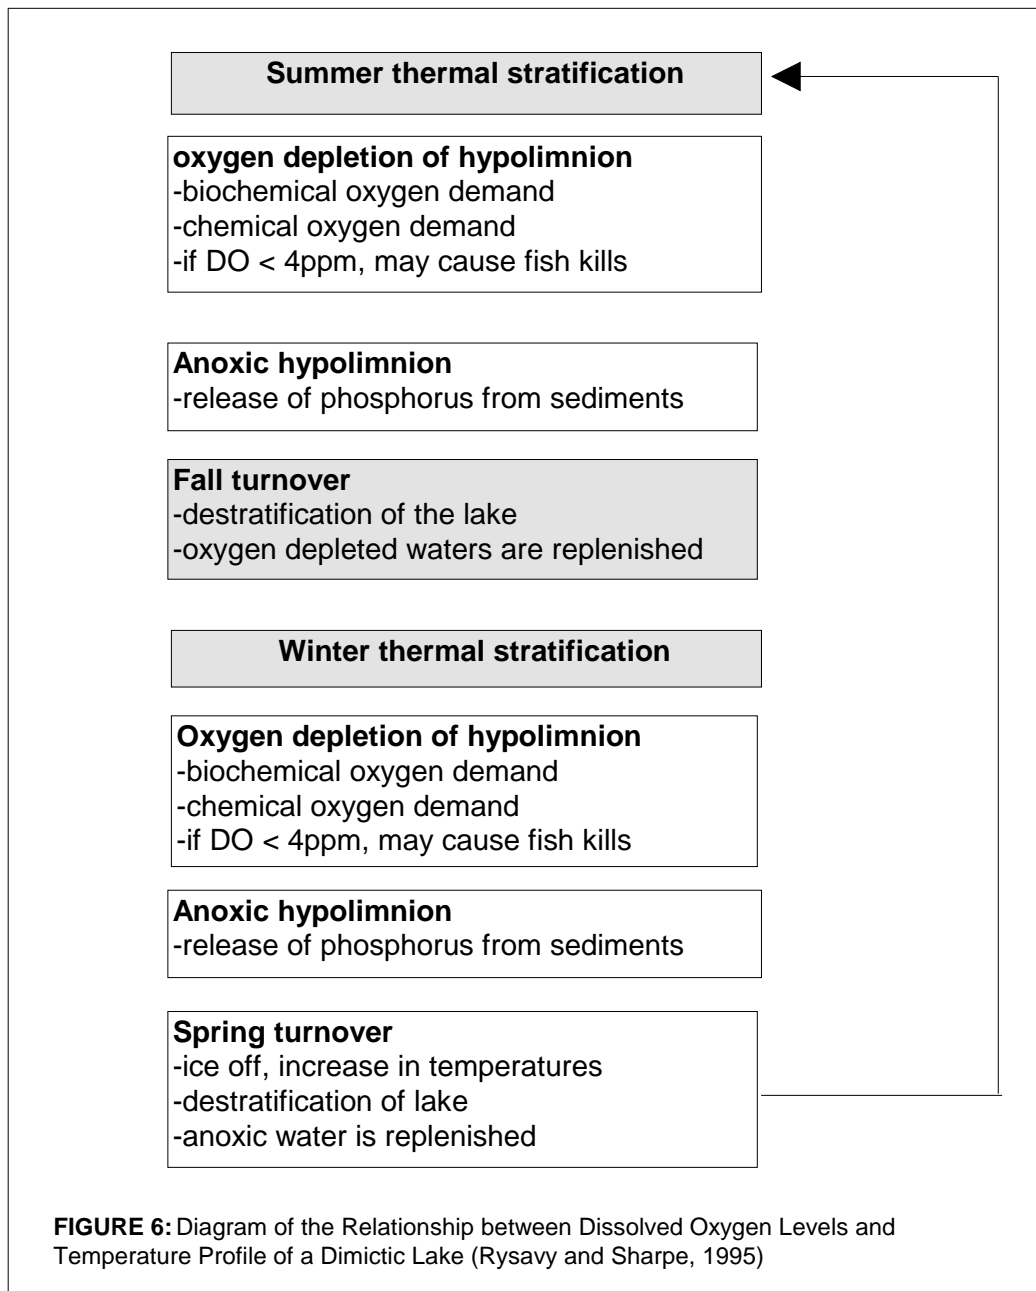 Summer thermal stratification
oxygen depletion of hypolimnion
-biochemical oxygen demand
-chemical oxygen demand
-if DO < 4ppm, may cause fish kills
Anoxic hypolimnion
-release of phosphorus from sediments
Fall turnover
-destratification of the lake
-oxygen depleted waters are replenished
Winter thermal stratification
Oxygen depletion of hypolimnion
-biochemical oxygen demand
-chemical oxygen demand
-if DO < 4ppm, may cause fish kills
Anoxic hypolimnion
-release of phosphorus from sediments
Spring turnover
-ice off, increase in temperatures
-destratification of lake
-anoxic water is replenished
FIGURE 6: Diagram of the Relationship between Dissolved Oxygen Levels and
Temperature Profile of a Dimictic Lake (Rysavy and Sharpe, 1995)